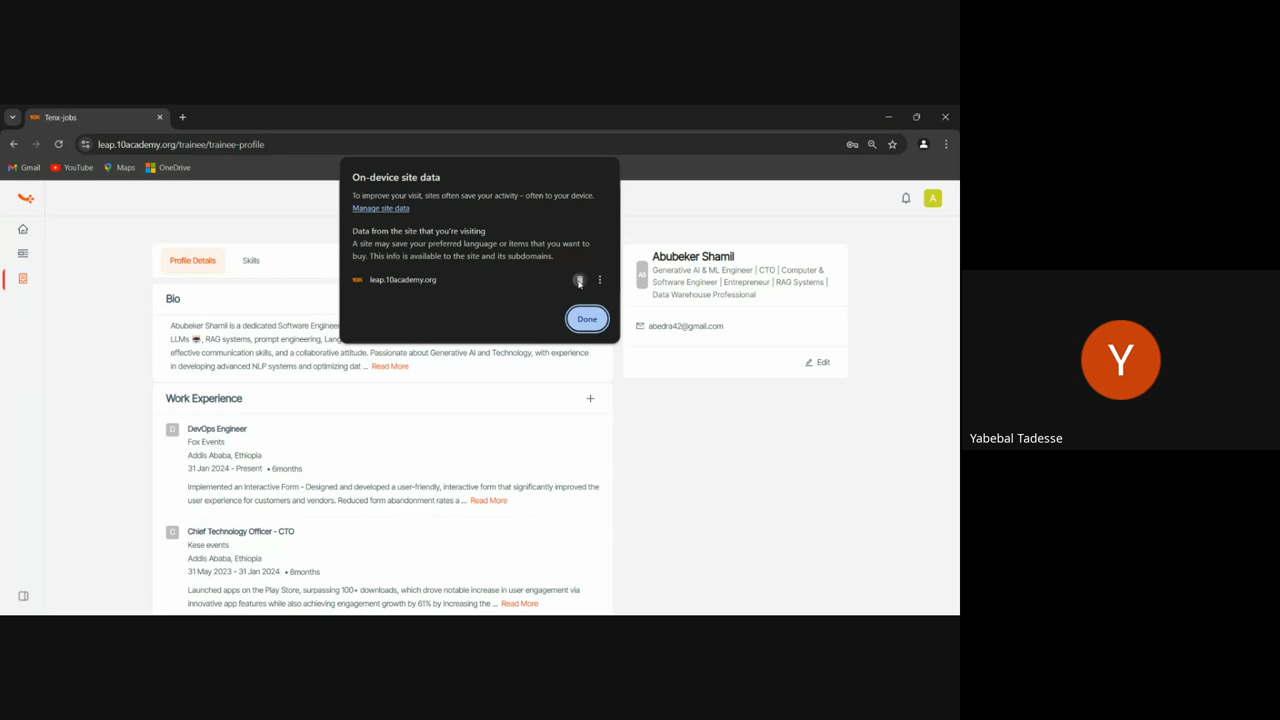 Tenx-jobs
leap.10academy.org/trainee/trainee-profile
Gmail
YouTube
Maps
OneDrive
On-device site data
To improve your visit, sites often save your activity – often to your device.
Manage site data
Data from the site that you're visiting
A site may save your preferred language or items that you want to
buy. This info is available to the site and its subdomains.
leap.10academy.org
Done
A
Profile Details
Skills
Bio
Abubeker Shamil is a dedicated Software Engineer
LLMs, RAG systems, prompt engineering, Lang
effective communication skills, and a collaborative attitude. Passionate about Generative AI and Technology, with experience
in developing advanced NLP systems and optimizing dat ... Read More
Work Experience
D
DevOps Engineer
Fox Events
Addis Ababa, Ethiopia
31 Jan 2024 - Present • 6months
Implemented an Interactive Form - Designed and developed a user-friendly, interactive form that significantly improved the
user experience for customers and vendors. Reduced form abandonment rates a ... Read More
C
Chief Technology Officer - CTO
Kese events
Addis Ababa, Ethiopia
31 May 2023 – 31 Jan 2024 • 8months
Launched apps on the Play Store, surpassing 100+ downloads, which drove notable increase in user engagement via
innovative app features while also achieving engagement growth by 61% by increasing the ... Read More
AS
Abubeker Shamil
Generative AI & ML Engineer | CTO | Computer &
Software Engineer | Entrepreneur | RAG Systems |
Data Warehouse Professional
abedra42@gmail.com
Edit
Y
Yabebal Tadesse